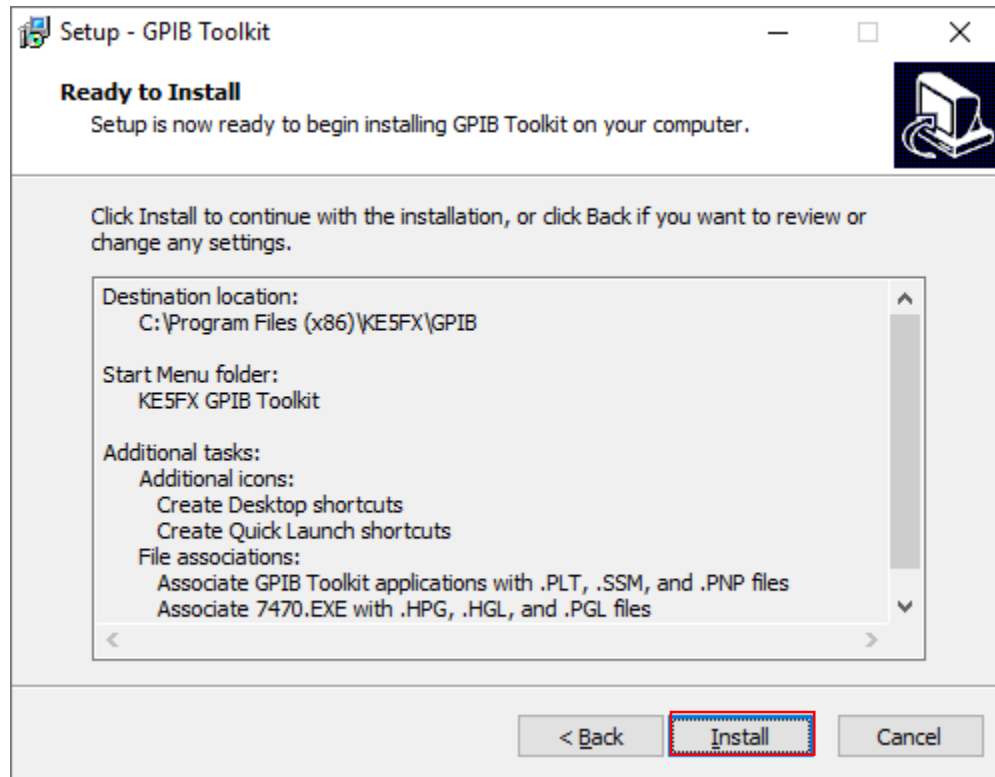 Setup - GPIB Toolkit
Ready to Install
Setup is now ready to begin installing GPIB Toolkit on your computer.
Click Install to continue with the installation, or click Back if you want to review or
change any settings.
Destination location:
C:\Program Files (x86)\KE5FX\GPIB
Start Menu folder:
KE5FX GPIB Toolkit
Additional tasks:
Additional icons:
Create Desktop shortcuts
Create Quick Launch shortcuts
File associations:
Associate GPIB Toolkit applications with .PLT, .SSM, and .PNP files
Associate 7470.EXE with .HPG, .HGL, and .PGL files
< Back
Install
Cancel